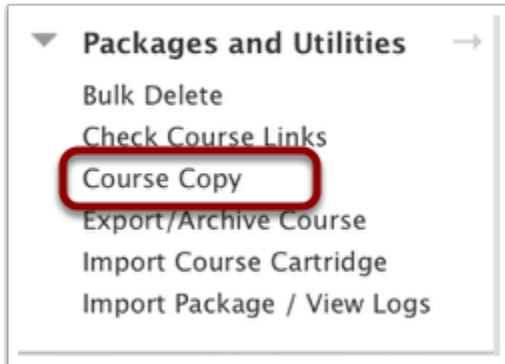 Packages and Utilities
Bulk Delete
Check Course Links
Course Copy
Export/Archive Course
Import Course Cartridge
Import Package / View Logs